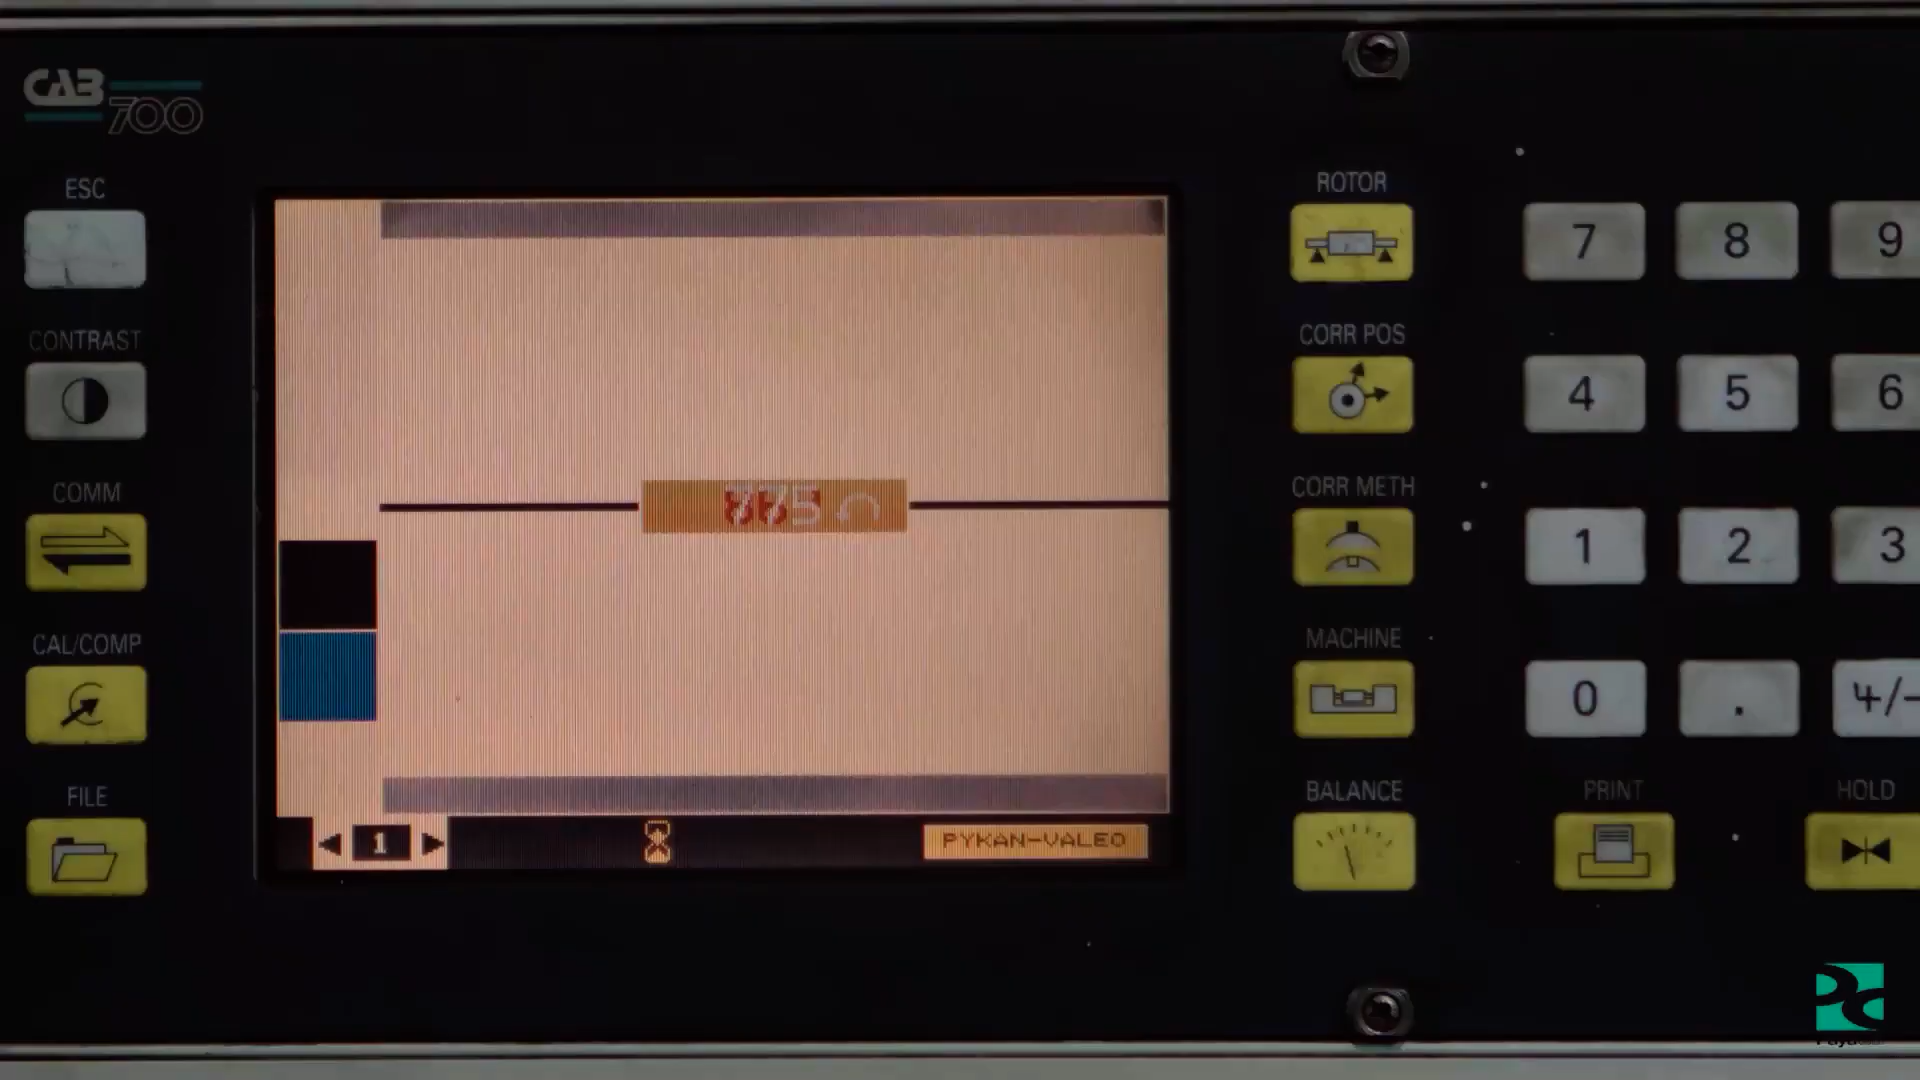 CAB
700
ESC
CONTRAST
COMM
CAL/COMP
FILE
1
PYKAN-VALEO
ROTOR
CORR POS
CORR METH
MACHINE
BALANCE
7 8 9
4 5 6
1 2 3
0 . +/-
PRINT
HOLD